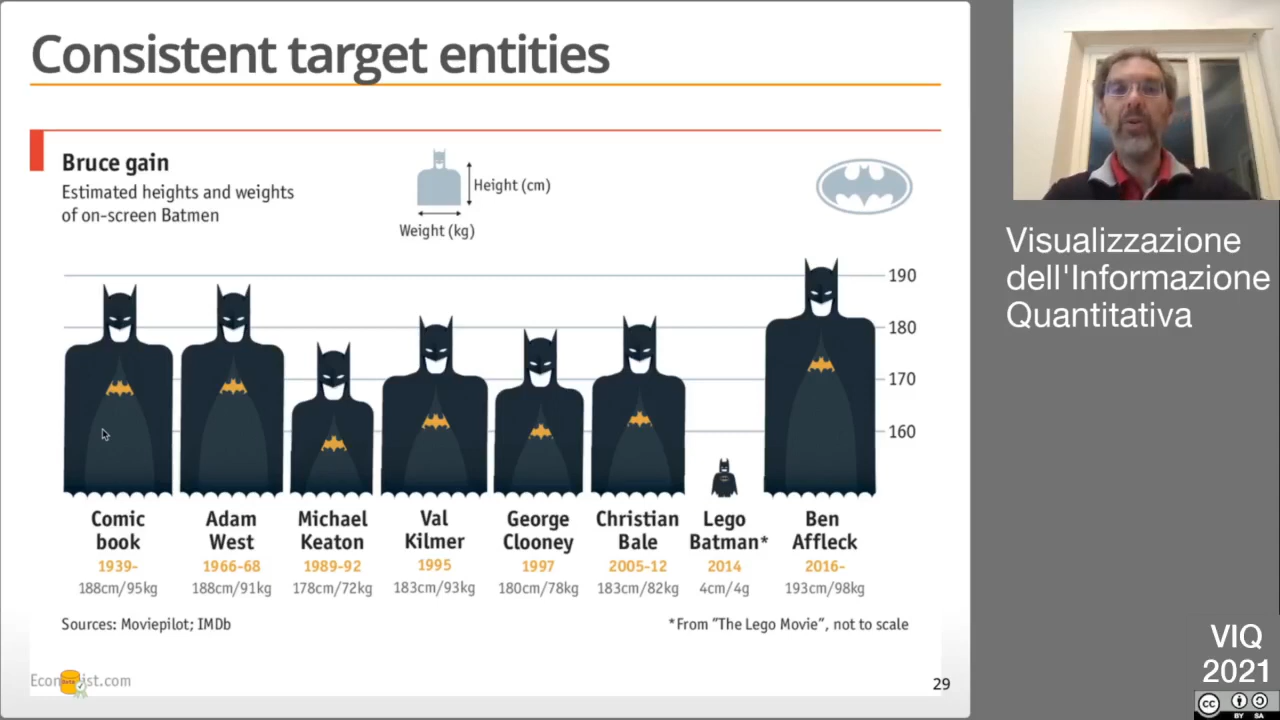 Consistent target entities
Bruce gain
Estimated heights and weights
of on-screen Batmen
Height (cm)
Weight (kg)
190
180
170
160
Comic
book
1939-
188cm/95kg
Adam
West
1966-68
188cm/91kg
Michael
Keaton
1989-92
178cm/72kg
Val
Kilmer
1995
183cm/93kg
George
Clooney
1997
180cm/78kg
Christian
Bale
2005-12
183cm/82kg
Lego
Batman*
2014
4cm/4g
Ben
Affleck
2016-
193cm/98kg
Sources: Moviepilot; IMDb
*From "The Lego Movie", not to scale
29
Visualizzazione
dell'Informazione
Quantitativa
VIQ
2021
cc
BY SA